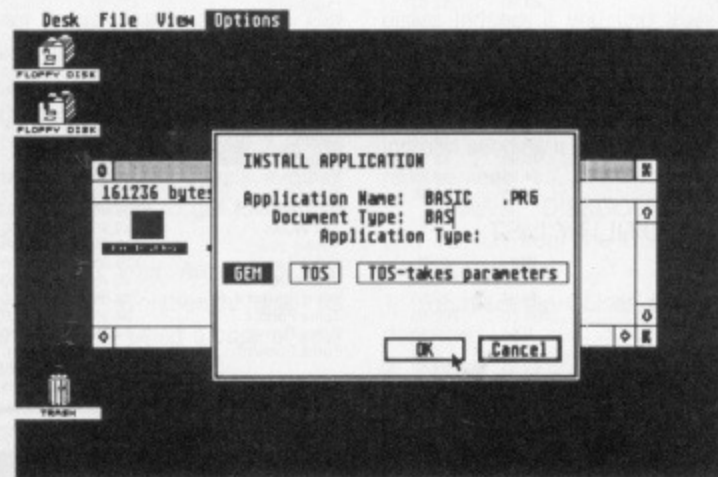 Desk File View Options
FLOPPY DISK
FLOPPY DISK
161236 bytes
INSTALL APPLICATION
Application Name: BASIC .PRG
Document Type: BAS
Application Type:
GEM TOS TOS-takes parameters
OK Cancel
TRASH